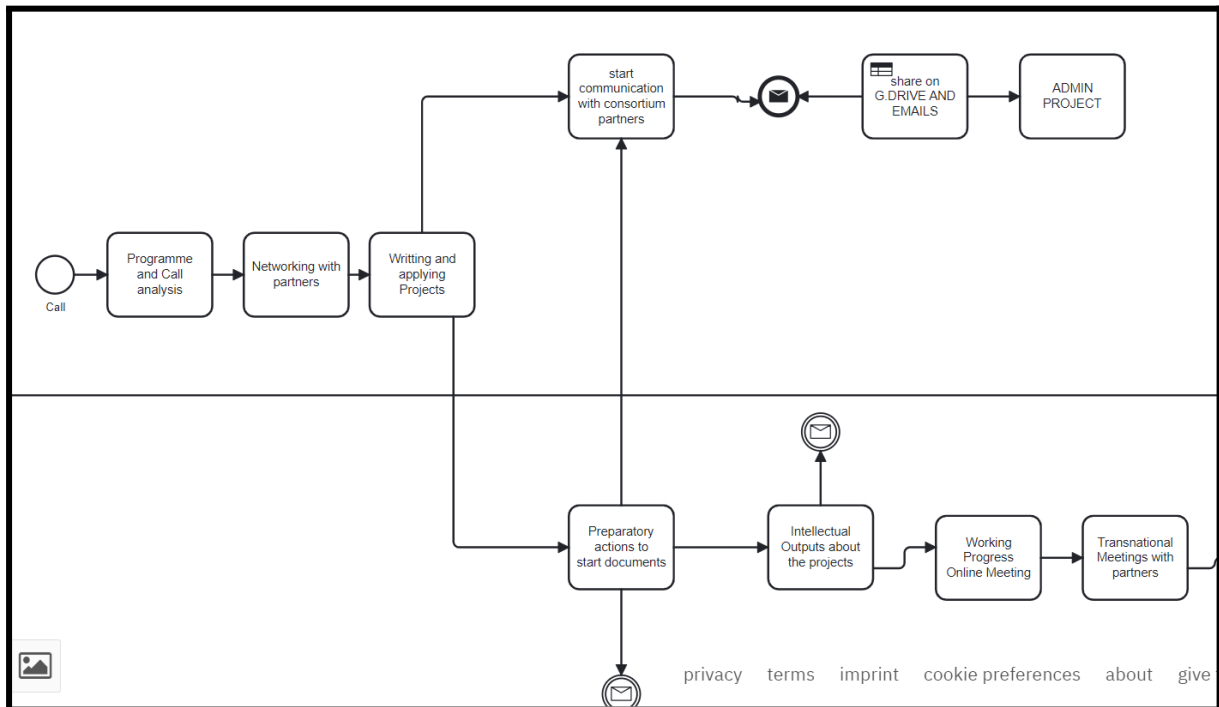 start
communication
with consortium
partners
share on
G.DRIVE AND
EMAILS
ADMIN
PROJECT
Call
Programme
and Call
analysis
Networking with
partners
Writting and
applying
Projects
Preparatory
actions to
start documents
Intellectual
Outputs about
the projects
Working
Progress
Online Meeting
Transnational
Meetings with
partners
privacy terms imprint cookie preferences about give